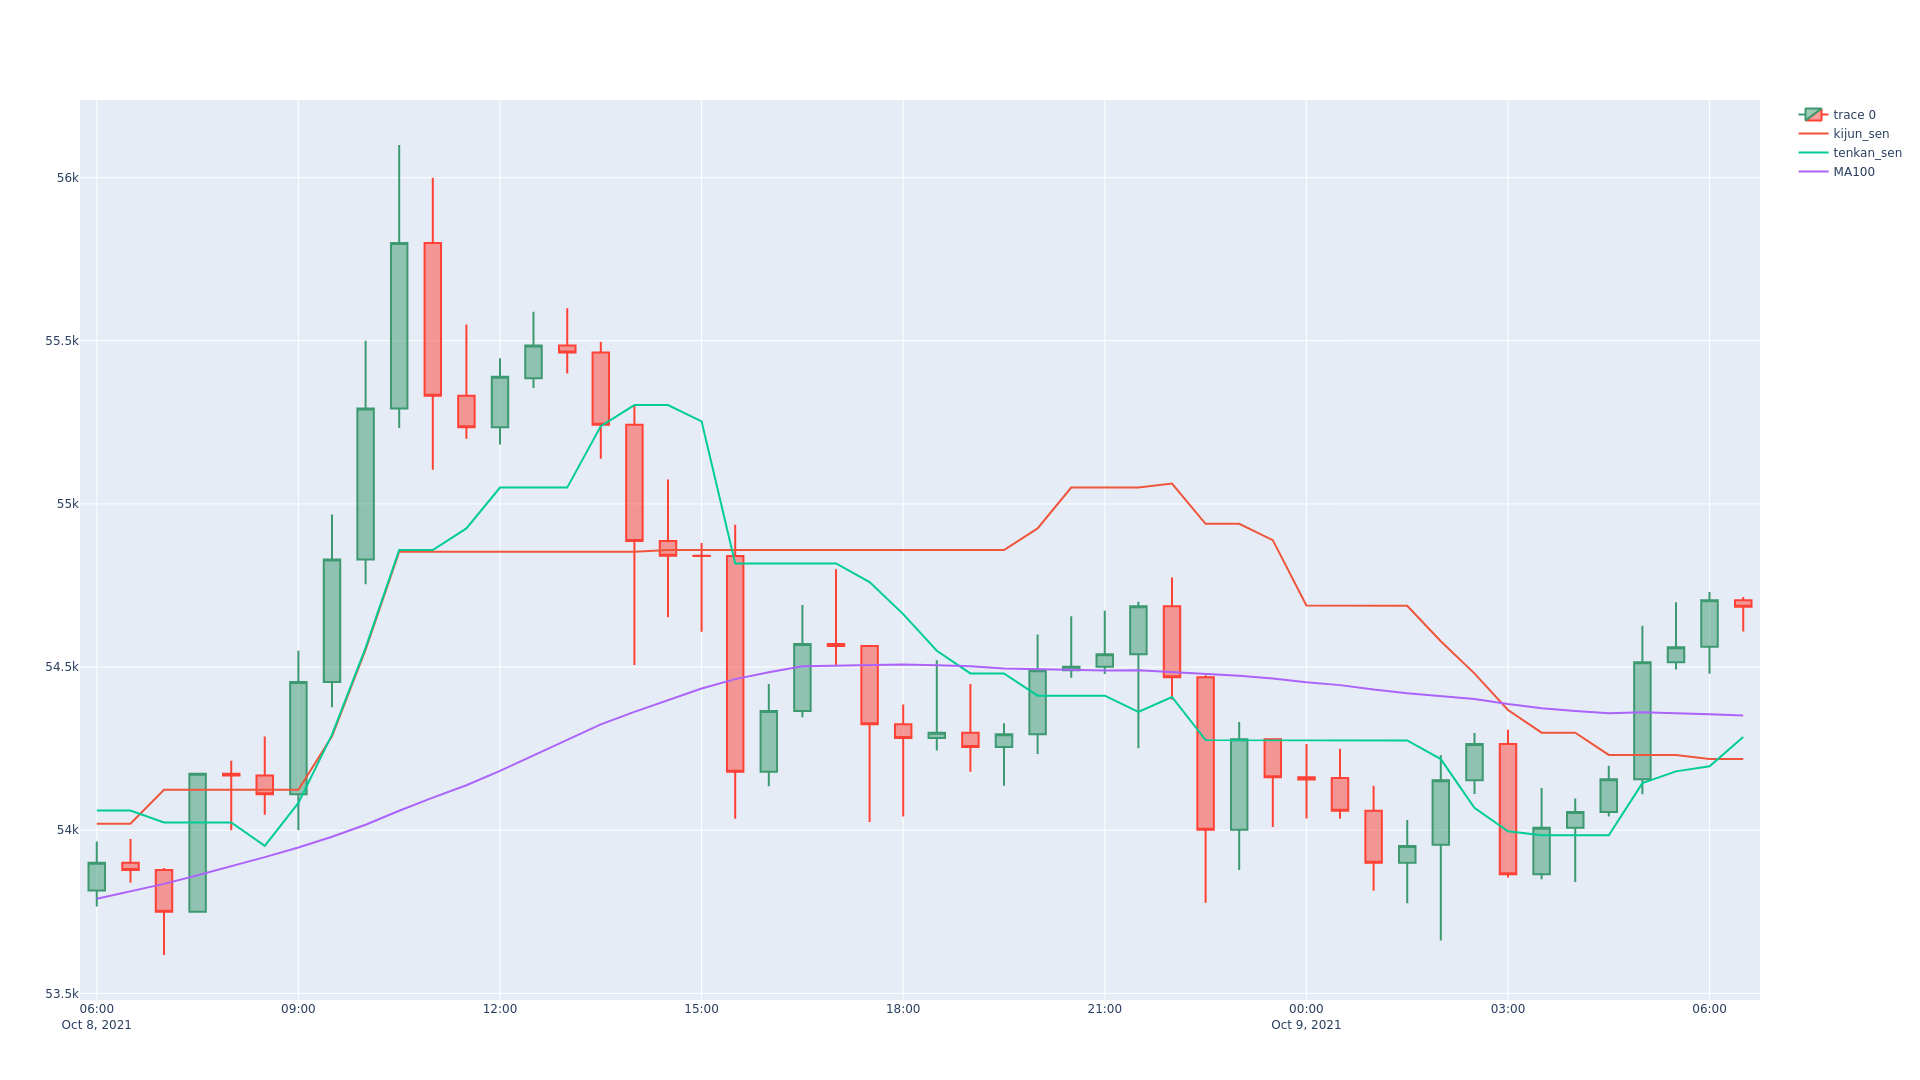 trace 0
kijun_sen
tenkan_sen
MA100
56k
55.5k
55k
54.5k
54k
53.5k
06:00 09:00 12:00 15:00 18:00 21:00 00:00 03:00 06:00
Oct 8, 2021 Oct 9, 2021